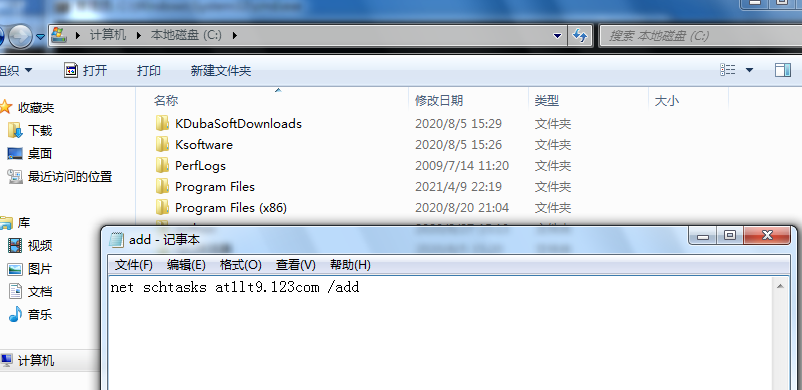 计算机 本地磁盘 (C:) 搜索 本地磁盘 (C:)
组织 打开 打印 新建文件夹
名称 修改日期 类型 大小
收藏夹
下载
桌面
最近访问的位置
库
视频
图片
文档
音乐
计算机
KDubaSoftDownloads 2020/8/5 15:29 文件夹
Ksoftware 2020/8/5 15:26 文件夹
PerfLogs 2009/7/14 11:20 文件夹
Program Files 2021/4/9 22:19 文件夹
Program Files (x86) 2020/8/20 21:04 文件夹
add - 记事本
文件(F) 编辑(E) 格式(O) 查看(V) 帮助(H)
net schtasks atllt9.123com /add